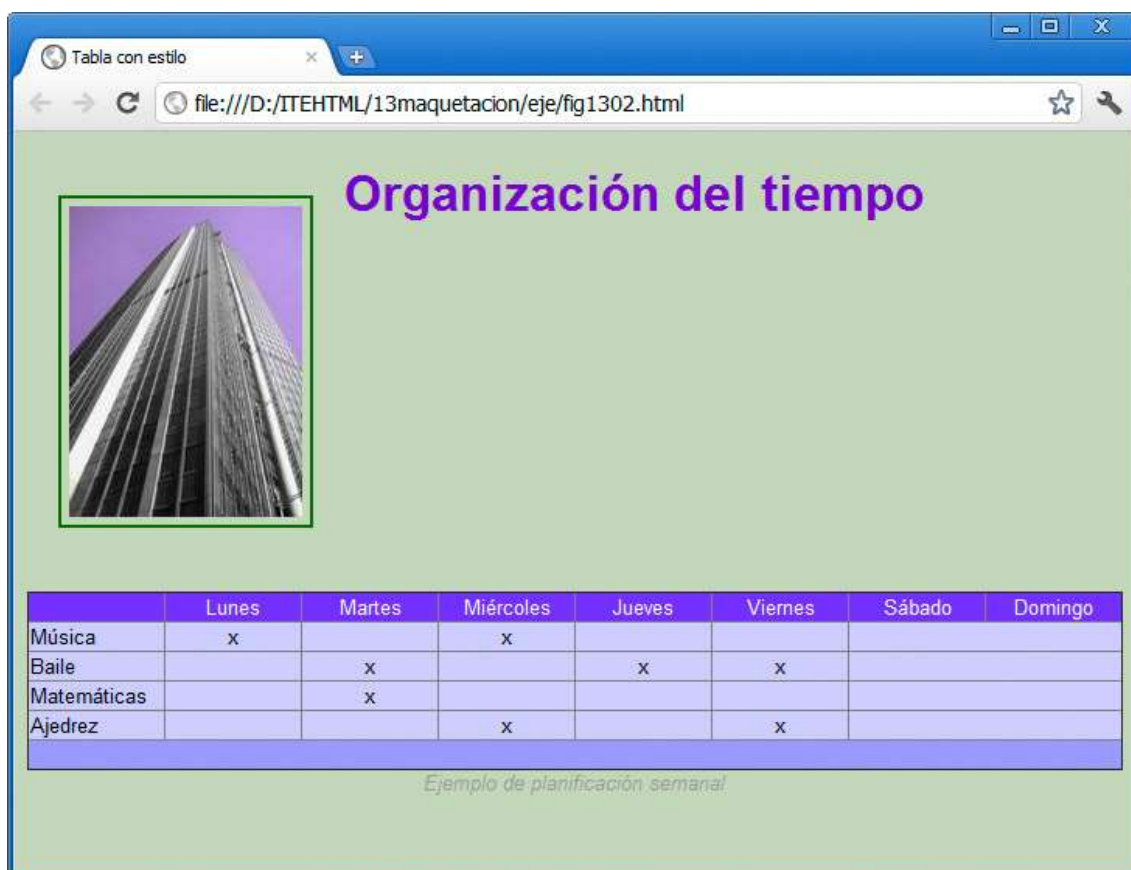 Tabla con estilo
file:///D:/ITEHTML/13maquetacion/eje/fig1302.html
Organización del tiempo
Lunes Martes Miércoles Jueves Viernes Sábado Domingo
Música x x
Baile x x x
Matemáticas x
Ajedrez x x
Ejemplo de planificación semanal